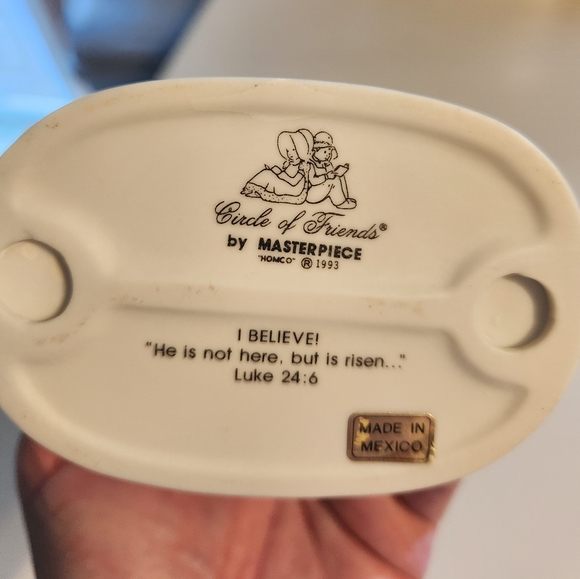 Circle of Friends®
by MASTERPIECE
"HOMCO" ® 1993
I BELIEVE!
"He is not here, but is risen..."
Luke 24:6
MADE IN
MEXICO